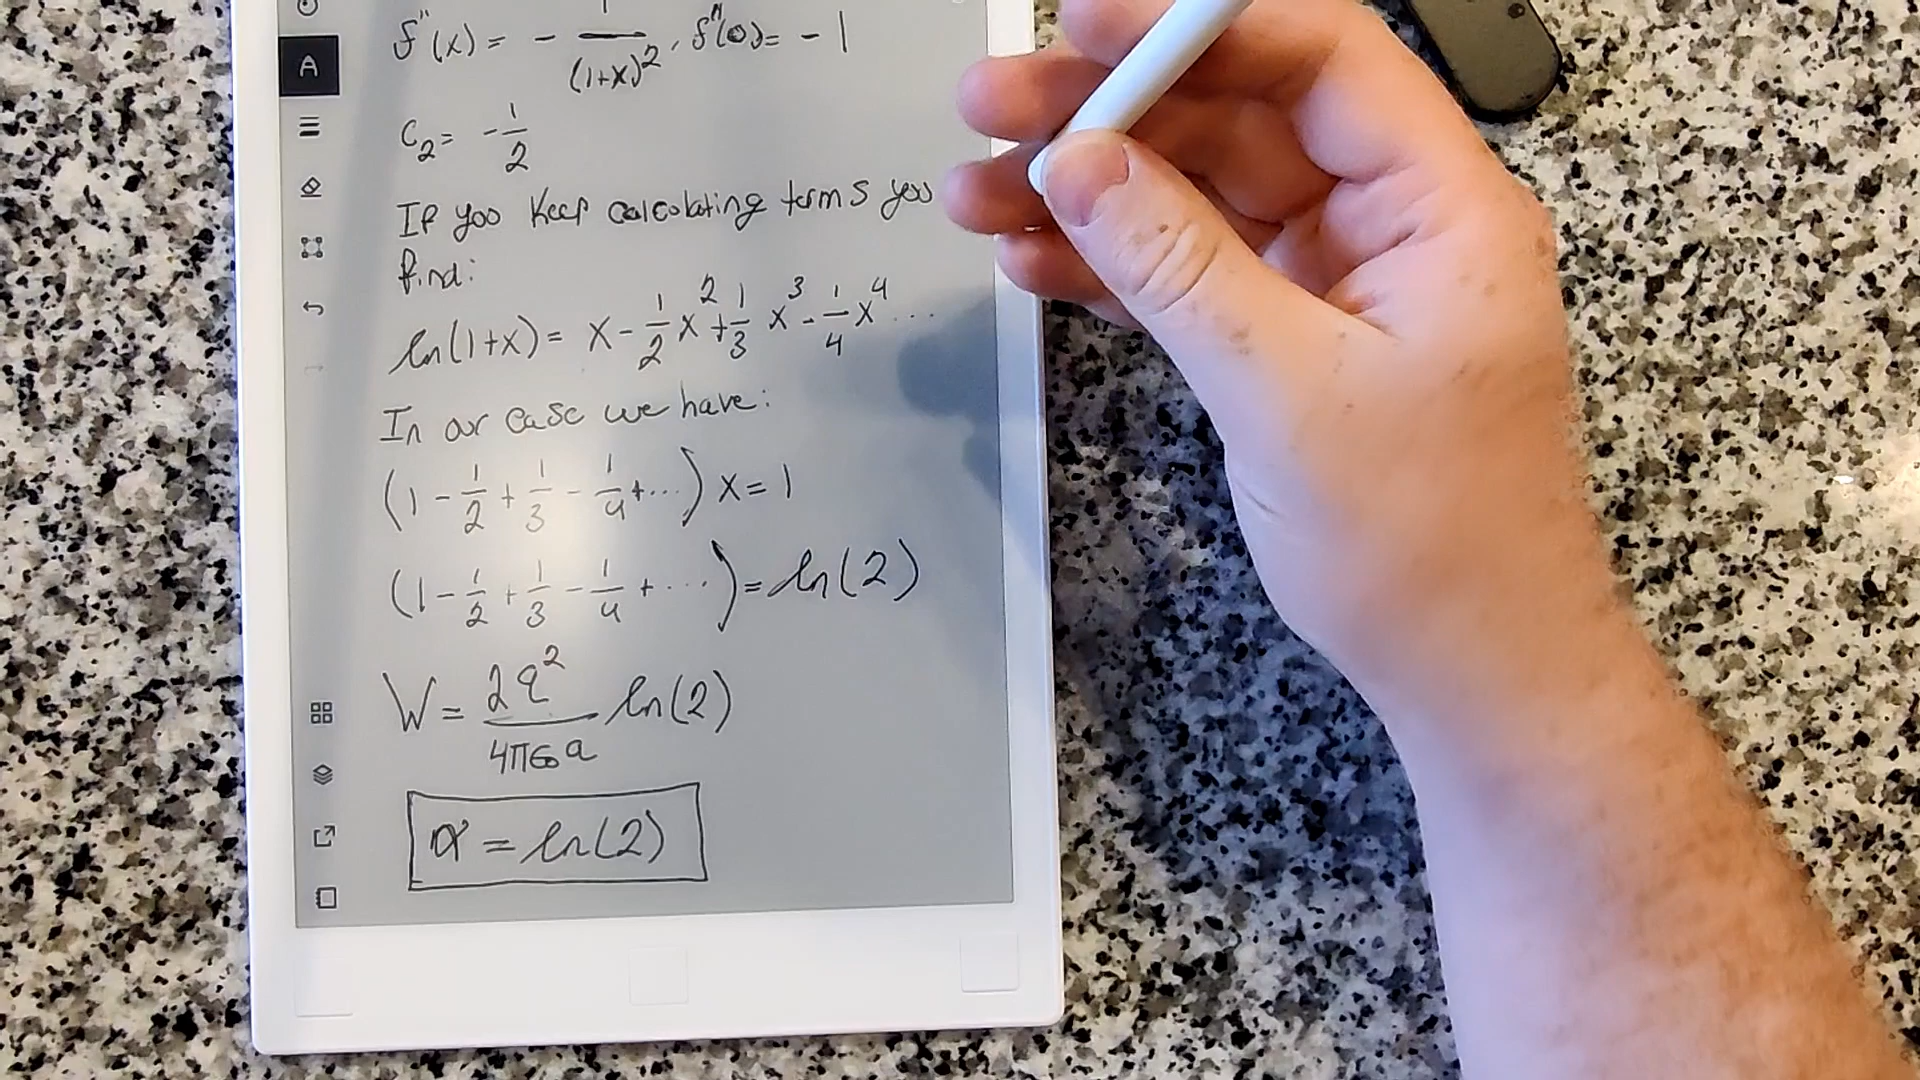 f''(x) = - 1/(1+x)^2, f''(0) = -1
C_2 = - 1/2
If you keep calculating terms you
find:
ln(1+x) = x - 1/2 x^2 + 1/3 x^3 - 1/4 x^4 ...
In our case we have:
(1 - 1/2 + 1/3 - 1/4 + ...) x = 1
(1 - 1/2 + 1/3 - 1/4 + ...) = ln(2)
W = 2q^2/4πε₀a ln(2)
α = ln(2)